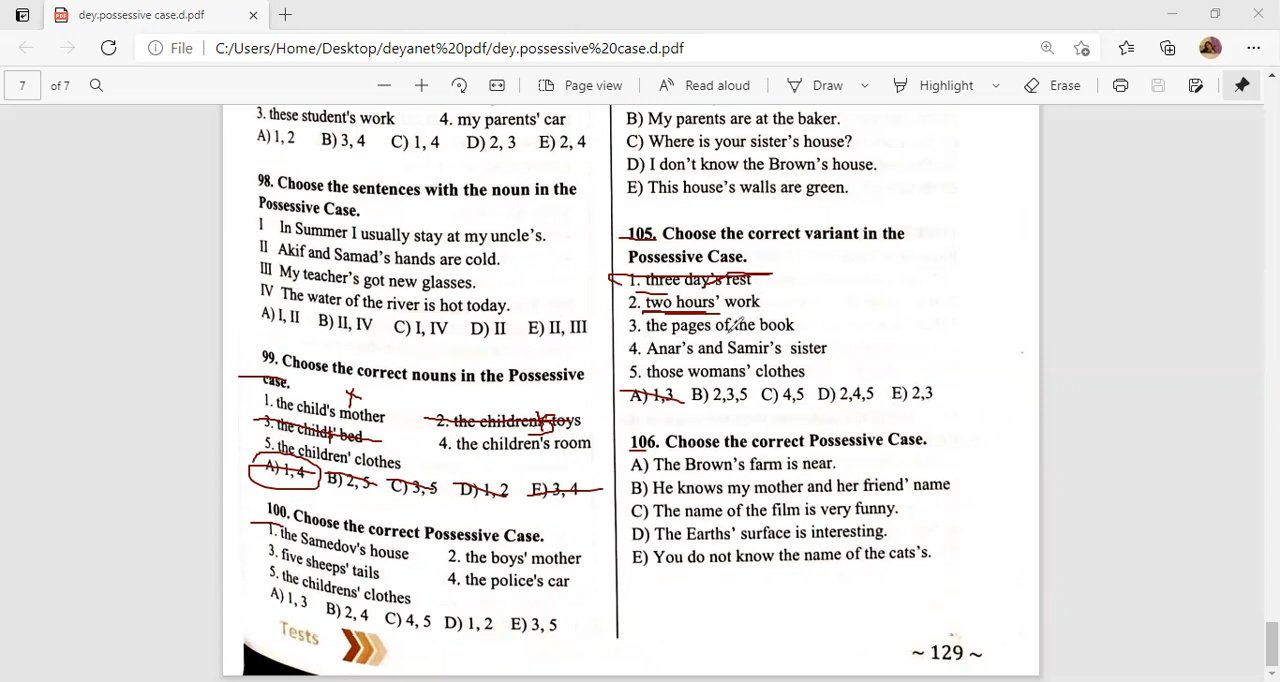 dey.possessive case.d.pdf
File C:/Users/Home/Desktop/deyanet%20pdf/dey.possessive%20case.d.pdf
7 of 7 Page view Read aloud Draw Highlight Erase
3. these student's work 4. my parents' car
A) 1, 2 B) 3, 4 C) 1, 4 D) 2, 3 E) 2, 4
98. Choose the sentences with the noun in the
Possessive Case.
I In Summer I usually stay at my uncle's.
II Akif and Samad's hands are cold.
III My teacher's got new glasses.
IV The water of the river is hot today.
A) I, II B) II, IV C) I, IV D) II E) II, III
99. Choose the correct nouns in the Possessive
case.
1. the child's mother 2. the childrens' toys
3. the childs' bed 4. the children's room
5. the children' clothes
A) 1, 4 B) 2, 5 C) 3, 5 D) 1, 2 E) 3, 4
100. Choose the correct Possessive Case.
1. the Samedov's house 2. the boys' mother
3. five sheeps' tails 4. the police's car
5. the childrens' clothes
A) 1, 3 B) 2, 4 C) 4, 5 D) 1, 2 E) 3, 5
Tests
B) My parents are at the baker.
C) Where is your sister's house?
D) I don't know the Brown's house.
E) This house's walls are green.
105. Choose the correct variant in the
Possessive Case.
1. three day's rest
2. two hours' work
3. the pages of the book
4. Anar's and Samir's sister
5. those womans' clothes
A) 1,3 B) 2,3,5 C) 4,5 D) 2,4,5 E) 2,3
106. Choose the correct Possessive Case.
A) The Brown's farm is near.
B) He knows my mother and her friend' name
C) The name of the film is very funny.
D) The Earths' surface is interesting.
E) You do not know the name of the cats's.
~ 129 ~